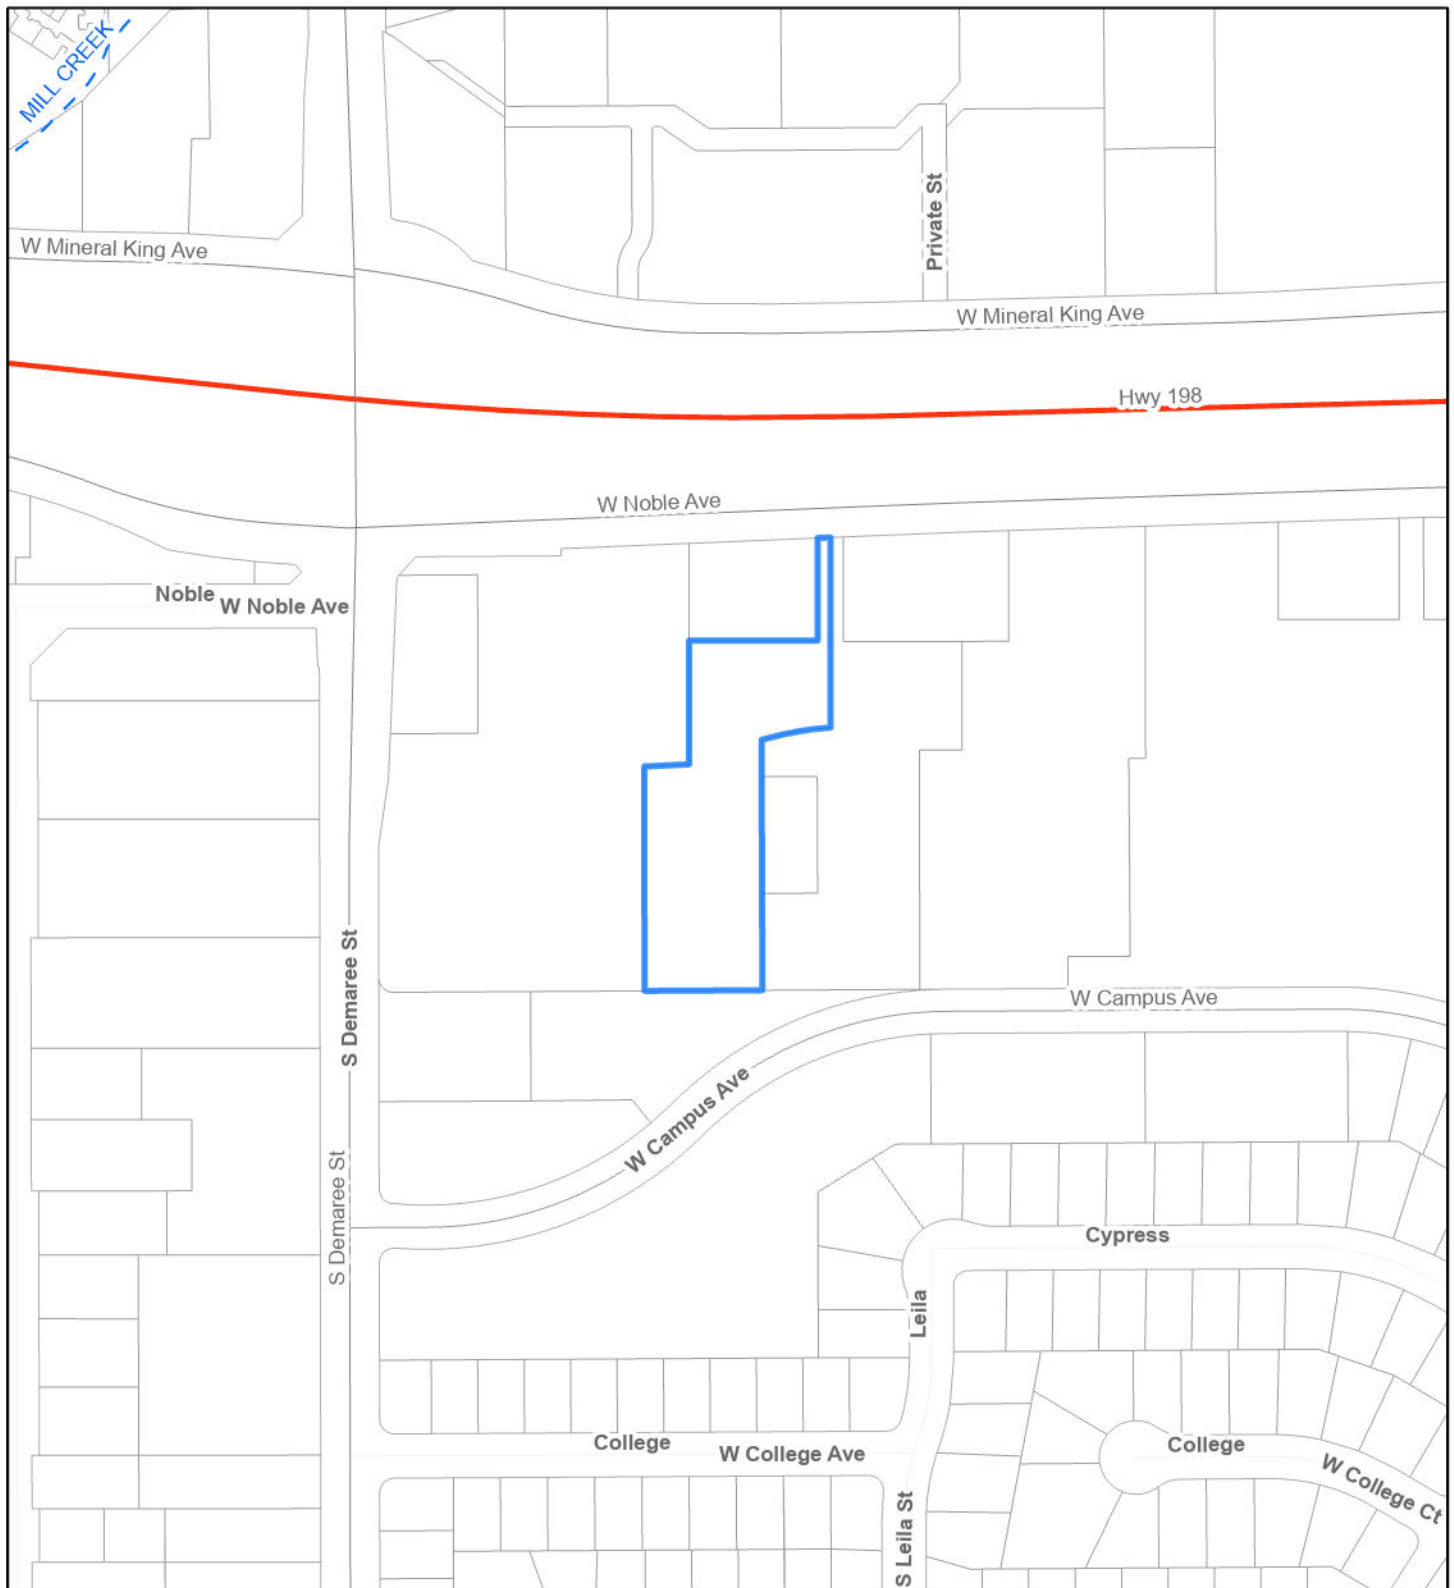 MILL CREEK
Private St
W Mineral King Ave
W Mineral King Ave
Hwy 198
W Noble Ave
Noble
W Noble Ave
S Demaree St
W Campus Ave
W Campus Ave
S Demaree St
Cypress
Leila
College
W College Ave
College
W College Ct
S Leila St